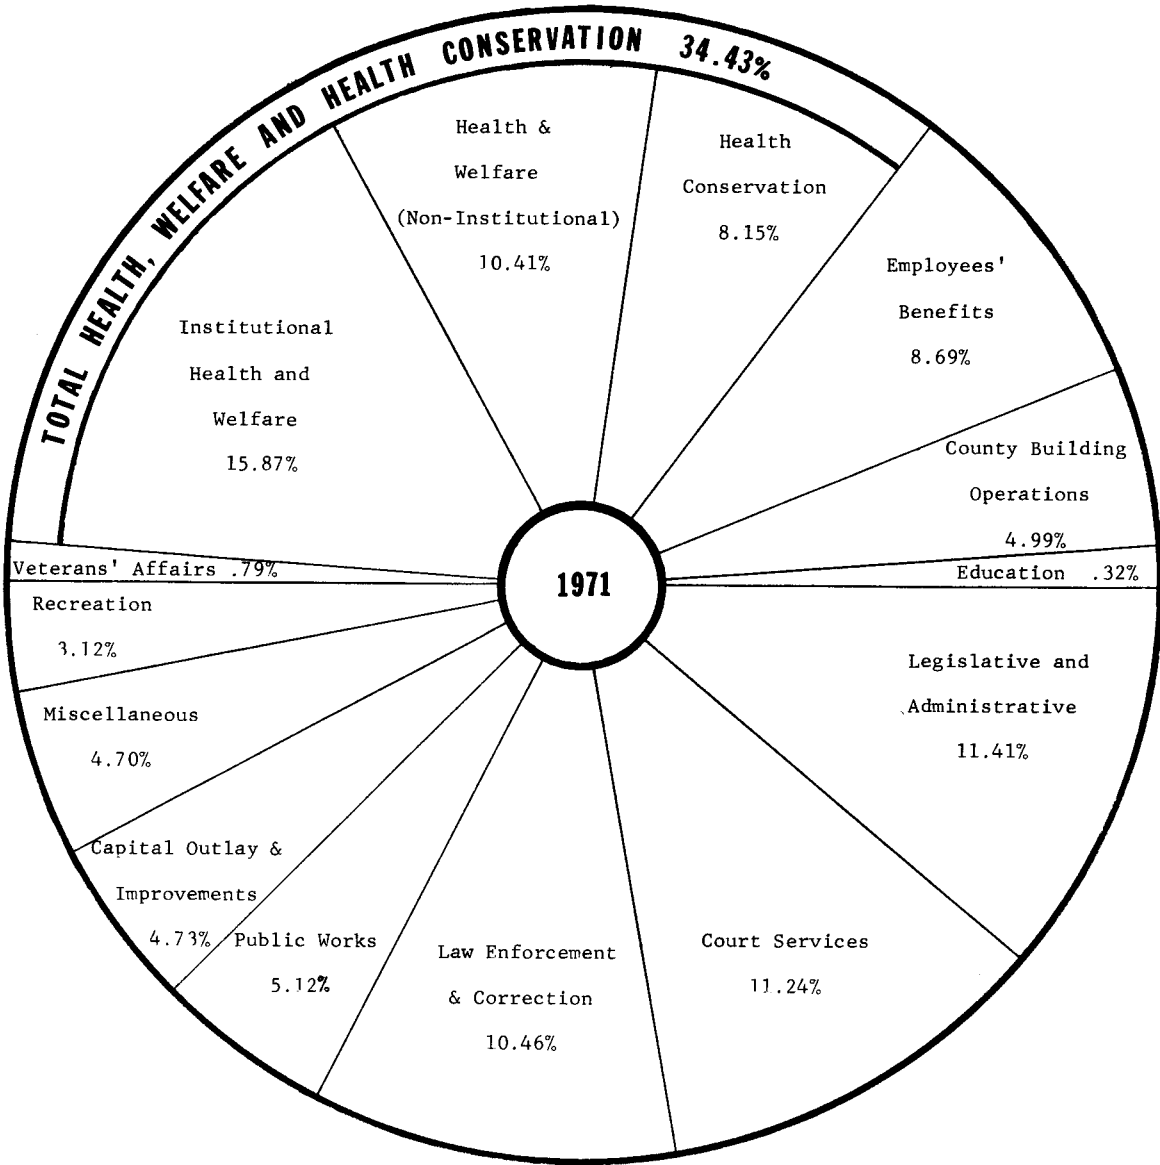 TOTAL HEALTH, WELFARE AND HEALTH CONSERVATION 34.43%
Health &
Welfare
(Non-Institutional)
10.41%
Health
Conservation
8.15%
Employees'
Benefits
8.69%
Institutional
Health and
Welfare
15.87%
County Building
Operations
4.99%
Veterans' Affairs .79%
Education .32%
1971
Recreation
3.12%
Legislative and
Administrative
11.41%
Miscellaneous
4.70%
Capital Outlay &
Improvements
4.73%
Public Works
5.12%
Law Enforcement
& Correction
10.46%
Court Services
11.24%